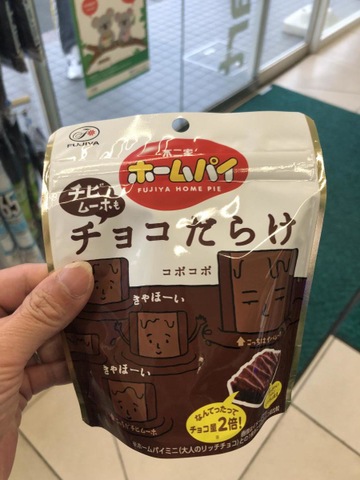 FUJIYA
不二家
ホームパイ
FUJIYA HOME PIE
チビムーホも
チョコだらけ
コポコポ
きゃほーい
きゃほーい
なんてったって
チョコ量2倍!